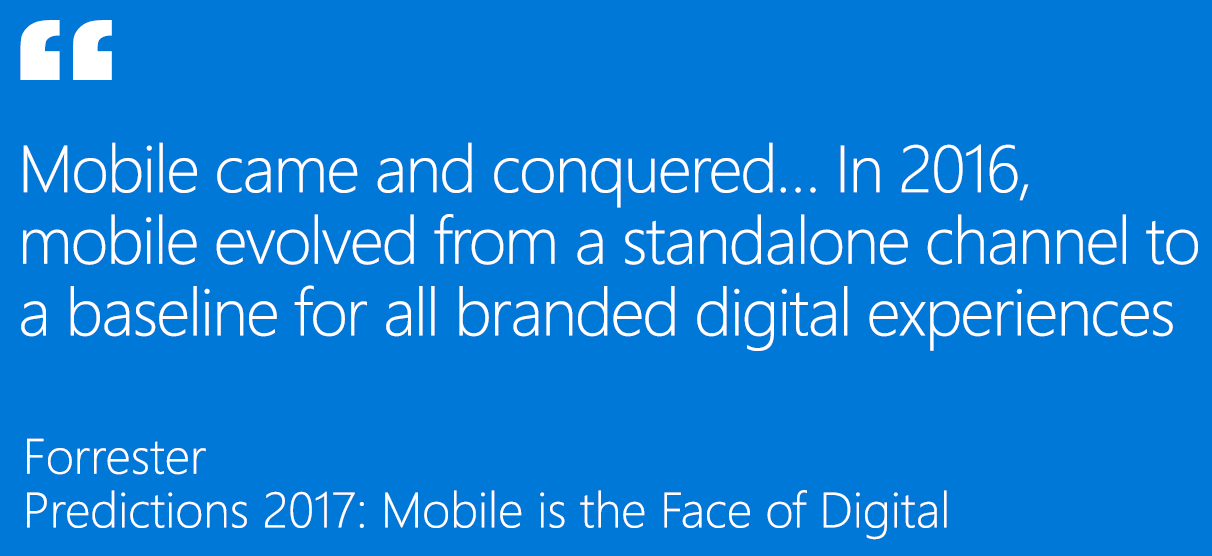 “
Mobile came and conquered... In 2016,
mobile evolved from a standalone channel to
a baseline for all branded digital experiences
Forrester
Predictions 2017: Mobile is the Face of Digital